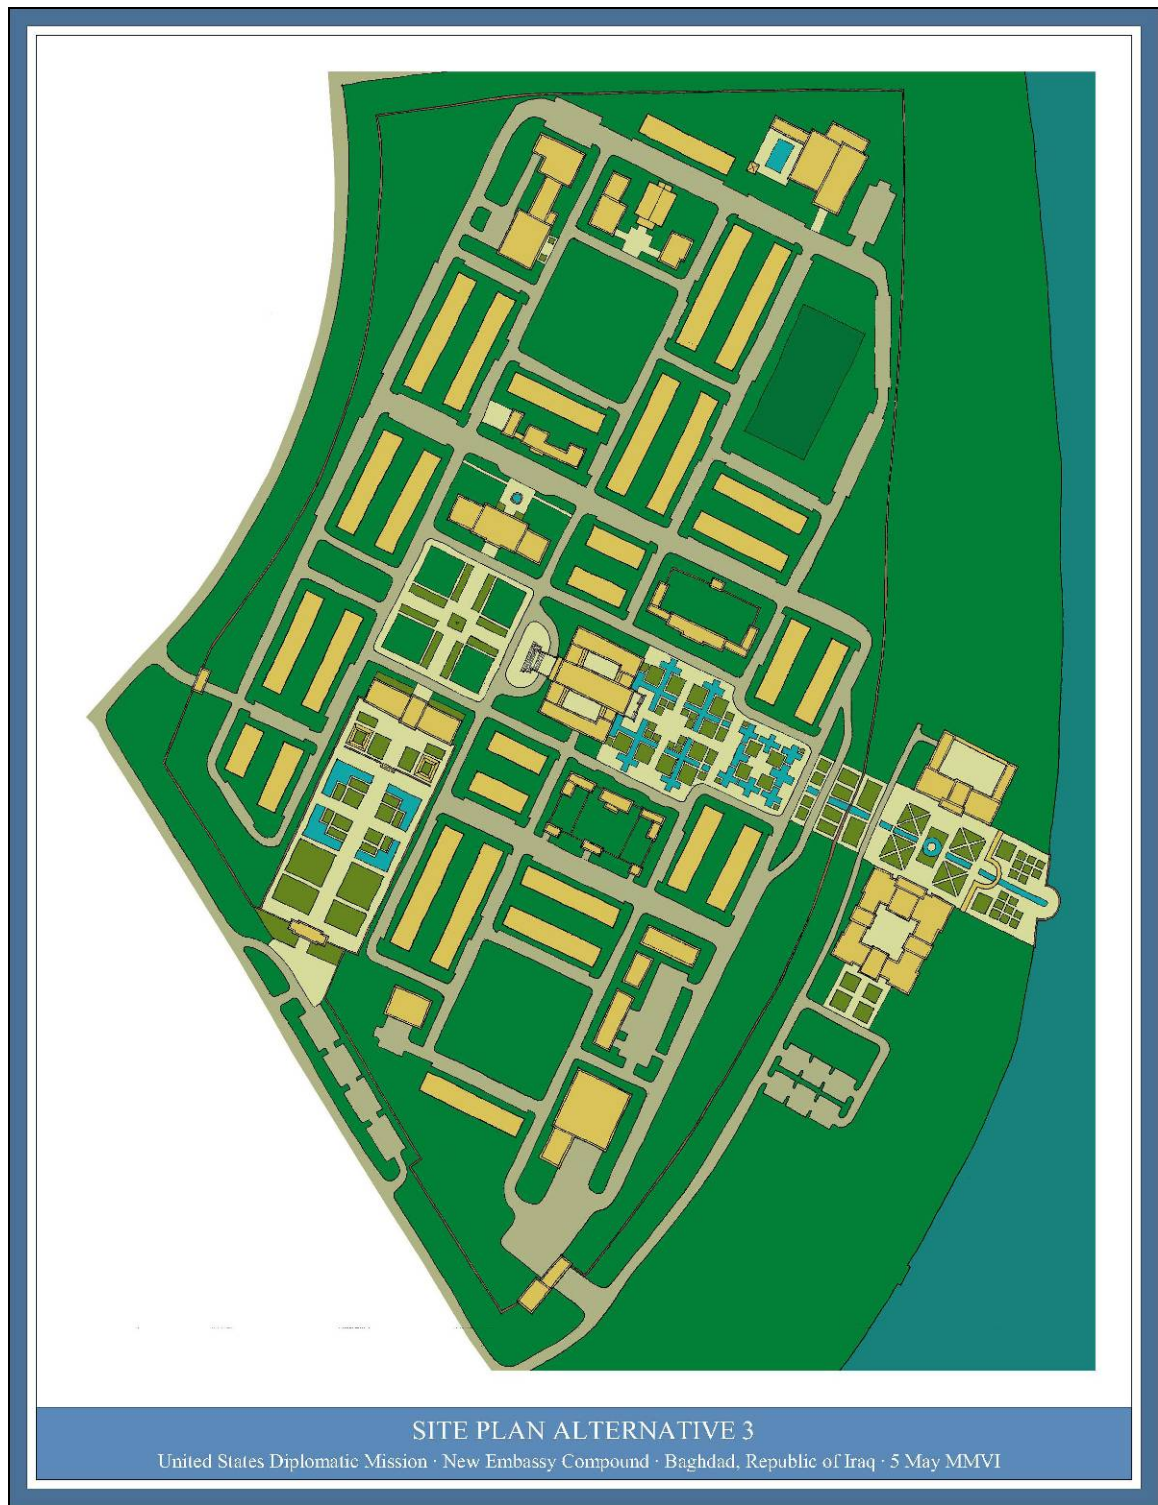 SITE PLAN ALTERNATIVE 3
United States Diplomatic Mission · New Embassy Compound · Baghdad, Republic of Iraq · 5 May MMVI